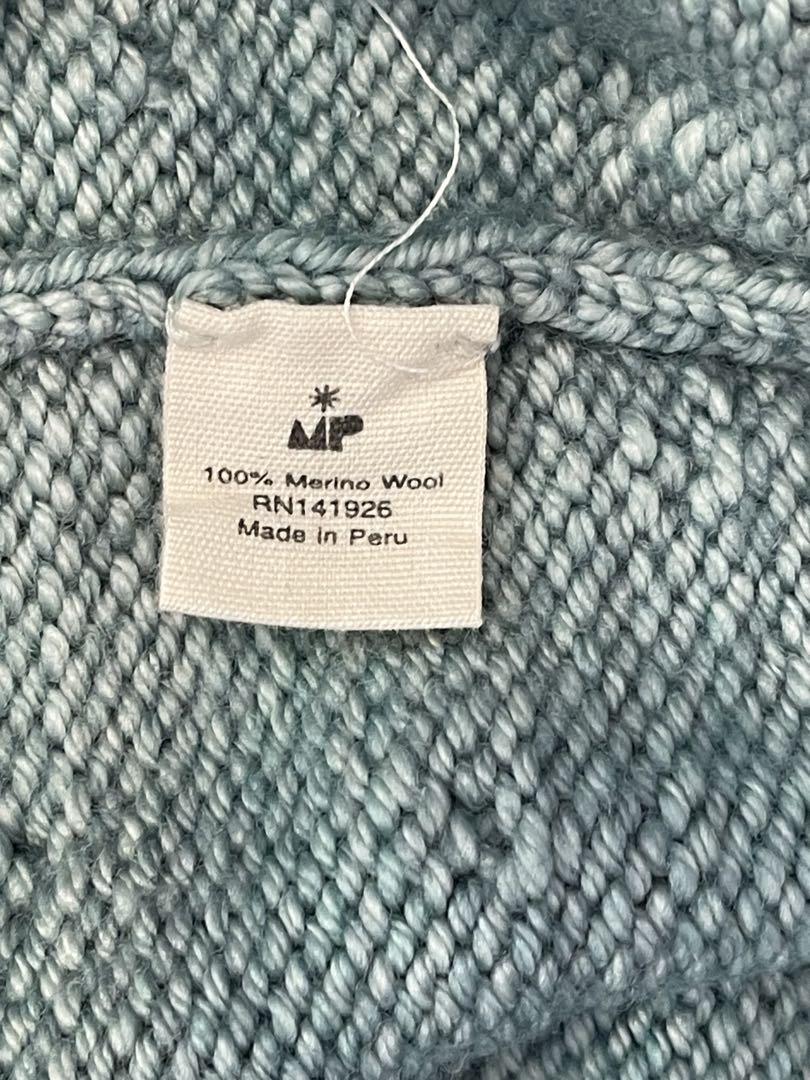 MP
100% Merino Wool
RN141926
Made in Peru